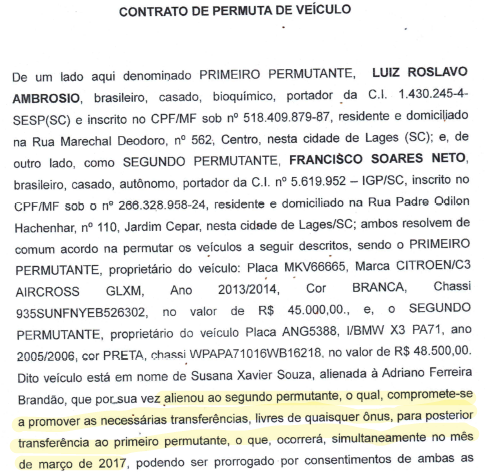 CONTRATO DE PERMUTA DE VEÍCULO
De um lado aqui denominado PRIMEIRO PERMUTANTE, LUIZ ROSLAVO
AMBROSIO, brasileiro, casado, bioquímico, portador da C.I. 1.430.245-4-
SESP(SC) e inscrito no CPF/MF sob nº 518.409.879-87, residente e domiciliado
na Rua Marechal Deodoro, nº 562, Centro, nesta cidade de Lages (SC); e, de
outro lado, como SEGUNDO PERMUTANTE, FRANCISCO SOARES NETO,
brasileiro, casado, autônomo, portador da C.I. nº 5.619.952 – IGP/SC, inscrito no
CPF/MF sob o nº 266.328.958-24, residente e domiciliado na Rua Padre Odilon
Hachenhar, nº 110, Jardim Cepar, nesta cidade de Lages/SC; ambos resolvem de
comum acordo na permutar os veículos a seguir descritos, sendo o PRIMEIRO
PERMUTANTE, proprietário do veículo: Placa MKV66665, Marca CITROEN/C3
AIRCROSS GLXM, Ano 2013/2014, Cor BRANCA, Chassi
935SUNFNYEB526302, no valor de R$ 45.000,00., e, o SEGUNDO
PERMUTANTE, proprietário do veículo Placa ANG5388, I/BMW X3 PA71, ano
2005/2006, cor PRETA, chassi WPAPA71016WB16218, no valor de R$ 48.500,00.
Dito veículo está em nome de Susana Xavier Souza, alienada à Adriano Ferreira
Brandão, que por sua vez alienou ao segundo permutante, o qual, compromete-se
a promover as necessárias transferências, livres de quaisquer ônus, para posterior
transferência ao primeiro permutante, o que, ocorrerá, simultaneamente no mês
de março de 2017, podendo ser prorrogado por consentimentos de ambas as